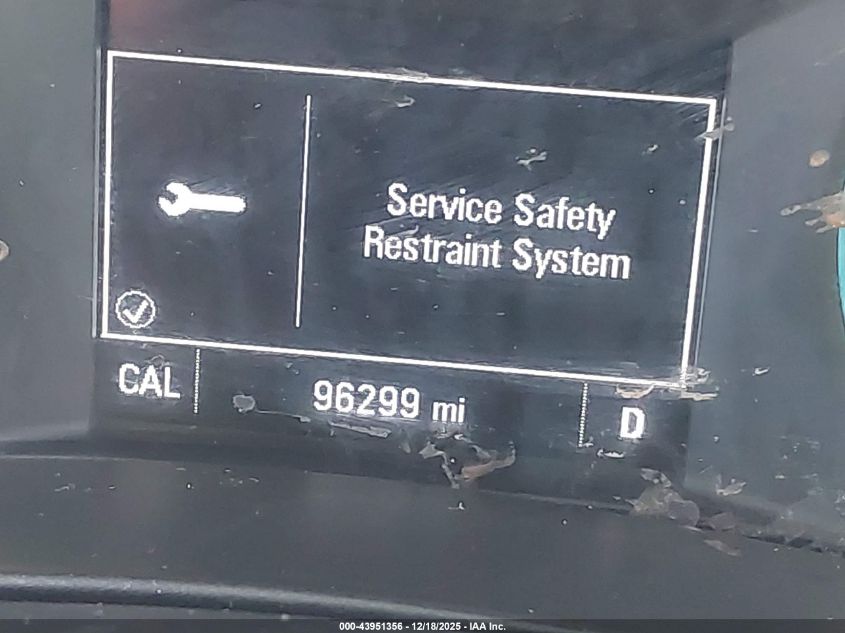 Service Safety
Restraint System
CAL
96299 mi
D
000-43951356 - 12/18/2025 - IAA Inc.